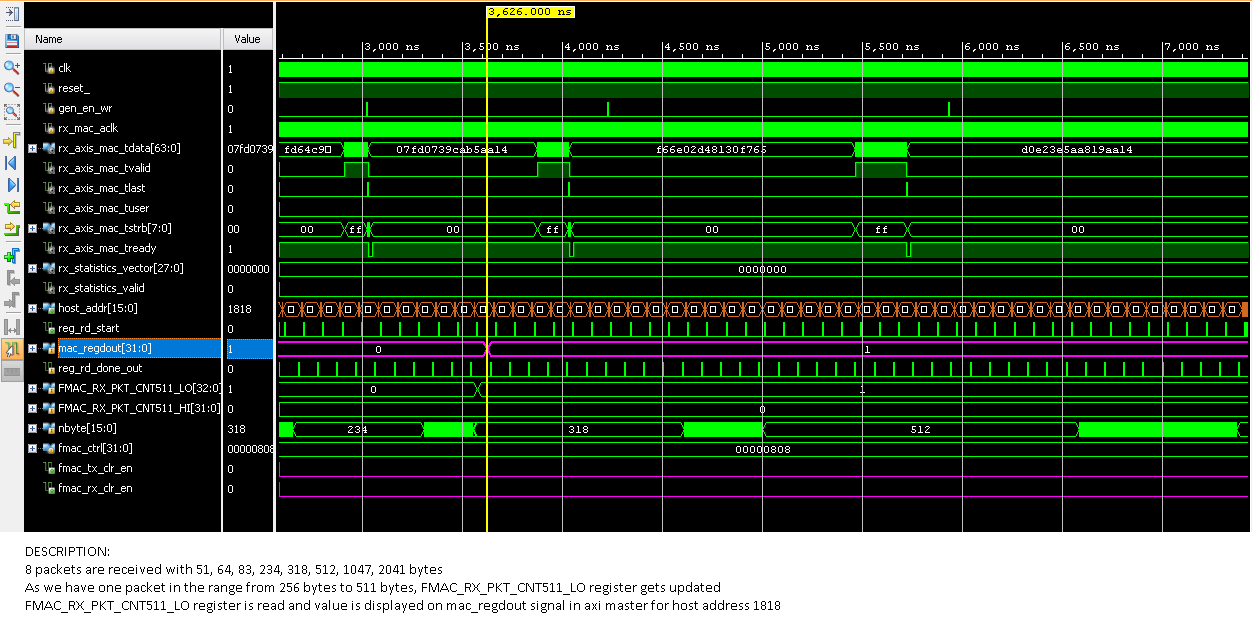 3,626.000 ns
Name Value
3,000 ns 3,500 ns 4,000 ns 4,500 ns 5,000 ns 5,500 ns 6,000 ns 6,500 ns 7,000 ns
clk 1
reset_ 1
gen_en_wr 0
rx_mac_aclk 1
rx_axis_mac_tdata[63:0] 07fd0739 07fd0739cab5aa14 f66e02d48130f765 d0e23e5aa819aa14
rx_axis_mac_tvalid 0
rx_axis_mac_tlast 0
rx_axis_mac_tuser 0
rx_axis_mac_tstrb[7:0] 00 00 ff 00 ff 00 ff 00
rx_axis_mac_tready 1
rx_statistics_vector[27:0] 0000000 0000000
rx_statistics_valid 0
host_addr[15:0] 1818
reg_rd_start 0
mac_regdout[31:0] 1 0 1
reg_rd_done_out 0
FMAC_RX_PKT_CNT511_LO[32:0] 1 0 1
FMAC_RX_PKT_CNT511_HI[31:0] 0 0
nbyte[15:0] 318 234 318 512
fmac_ctrl[31:0] 00000808 00000808
fmac_tx_clr_en 0
fmac_rx_clr_en 0
DESCRIPTION:
8 packets are received with 51, 64, 83, 234, 318, 512, 1047, 2041 bytes
As we have one packet in the range from 256 bytes to 511 bytes, FMAC_RX_PKT_CNT511_LO register gets updated
FMAC_RX_PKT_CNT511_LO register is read and value is displayed on mac_regdout signal in axi master for host address 1818